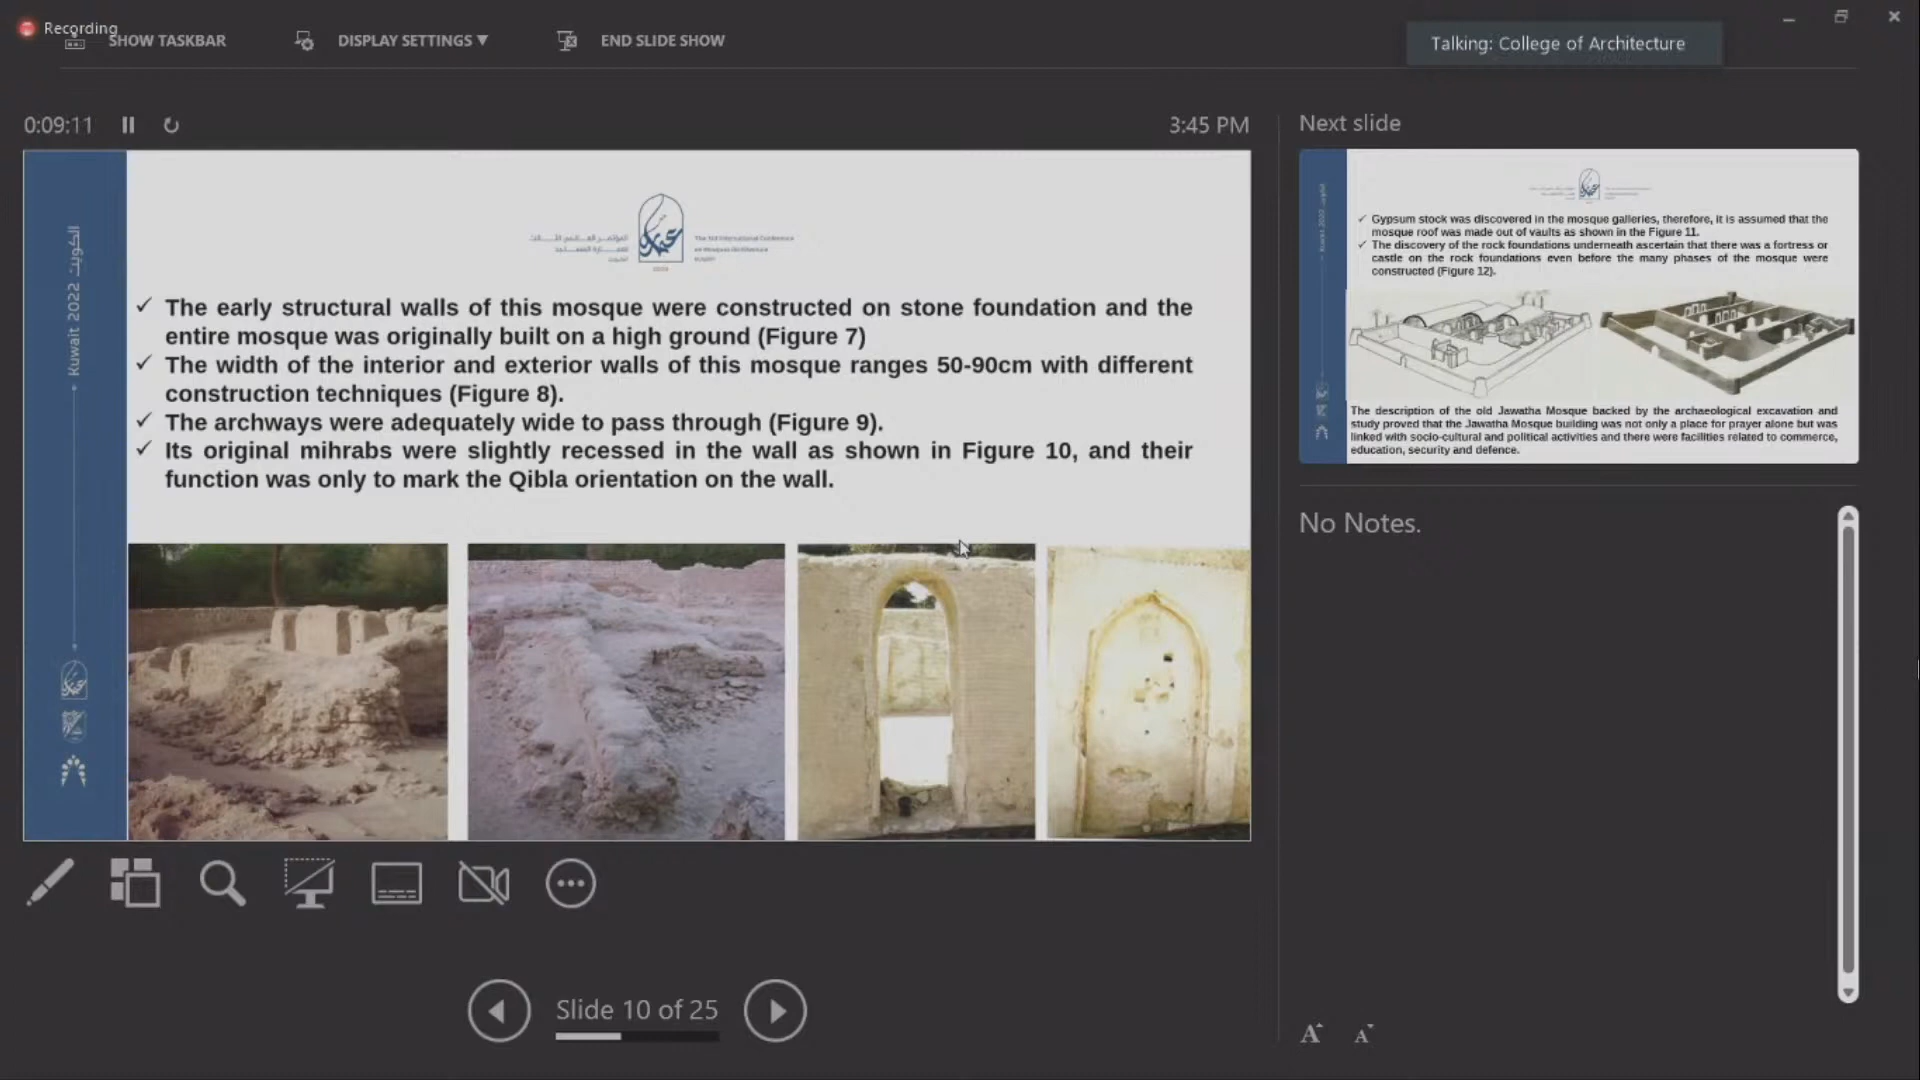 Recording
SHOW TASKBAR
DISPLAY SETTINGS ▼
END SLIDE SHOW
Talking: College of Architecture
0:09:11
3:45 PM
Next slide
Kuwait 2022 الكويت
The 3rd International Conference
on Mosque Architecture
✓ The early structural walls of this mosque were constructed on stone foundation and the
entire mosque was originally built on a high ground (Figure 7)
✓ The width of the interior and exterior walls of this mosque ranges 50-90cm with different
construction techniques (Figure 8).
✓ The archways were adequately wide to pass through (Figure 9).
✓ Its original mihrabs were slightly recessed in the wall as shown in Figure 10, and their
function was only to mark the Qibla orientation on the wall.
Kuwait 2022 الكويت
✓ Gypsum stock was discovered in the mosque galleries, therefore, it is assumed that the
mosque roof was made out of vaults as shown in the Figure 11.
✓ The discovery of the rock foundations underneath ascertain that there was a fortress or
castle on the rock foundations even before the many phases of the mosque were
constructed (Figure 12).
The description of the old Jawatha Mosque backed by the archaeological excavation and
study proved that the Jawatha Mosque building was not only a place for prayer alone but was
linked with socio-cultural and political activities and there were facilities related to commerce,
education, security and defence.
No Notes.
Slide 10 of 25
A A